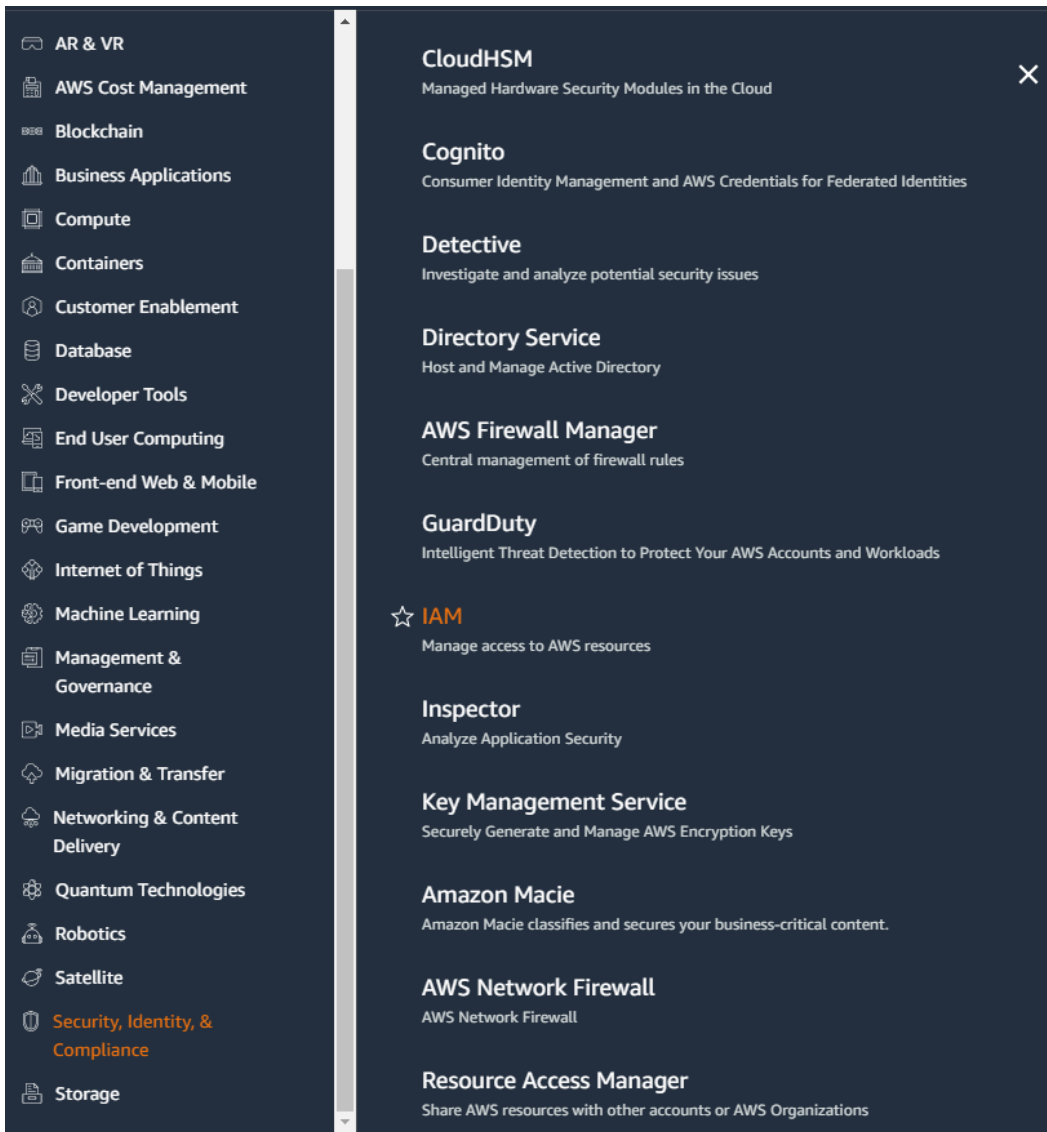 AR & VR
AWS Cost Management
Blockchain
Business Applications
Compute
Containers
Customer Enablement
Database
Developer Tools
End User Computing
Front-end Web & Mobile
Game Development
Internet of Things
Machine Learning
Management &
Governance
Media Services
Migration & Transfer
Networking & Content
Delivery
Quantum Technologies
Robotics
Satellite
Security, Identity, &
Compliance
Storage
CloudHSM
Managed Hardware Security Modules in the Cloud
Cognito
Consumer Identity Management and AWS Credentials for Federated Identities
Detective
Investigate and analyze potential security issues
Directory Service
Host and Manage Active Directory
AWS Firewall Manager
Central management of firewall rules
GuardDuty
Intelligent Threat Detection to Protect Your AWS Accounts and Workloads
IAM
Manage access to AWS resources
Inspector
Analyze Application Security
Key Management Service
Securely Generate and Manage AWS Encryption Keys
Amazon Macie
Amazon Macie classifies and secures your business-critical content.
AWS Network Firewall
AWS Network Firewall
Resource Access Manager
Share AWS resources with other accounts or AWS Organizations